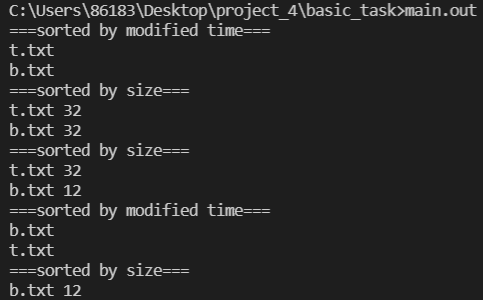 C:\Users\86183\Desktop\project_4\basic_task>main.out
===sorted by modified time===
t.txt
b.txt
===sorted by size===
t.txt 32
b.txt 32
===sorted by size===
t.txt 32
b.txt 12
===sorted by modified time===
b.txt
t.txt
===sorted by size===
b.txt 12